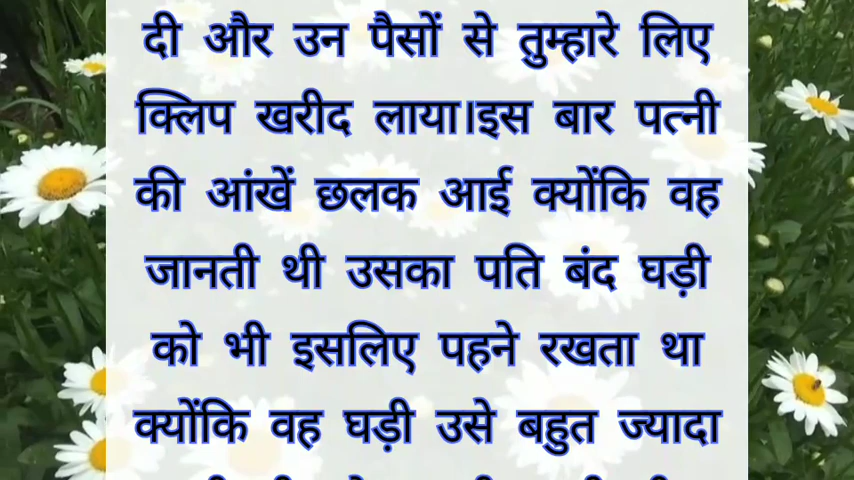 दी और उन पैसों से तुम्हारे लिए
क्लिप खरीद लाया।इस बार पत्नी
की आंखें छलक आई क्योंकि वह
जानती थी उसका पति बंद घड़ी
को भी इसलिए पहने रखता था
क्योंकि वह घड़ी उसे बहुत ज्यादा